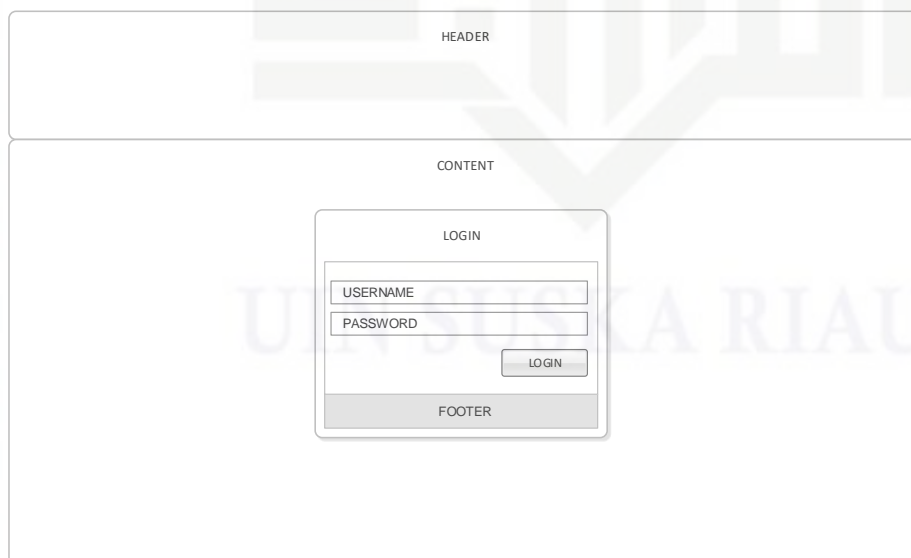 HEADER
CONTENT
LOGIN
UIN SUSKA RIAU
USERNAME
PASSWORD
LOGIN
FOOTER